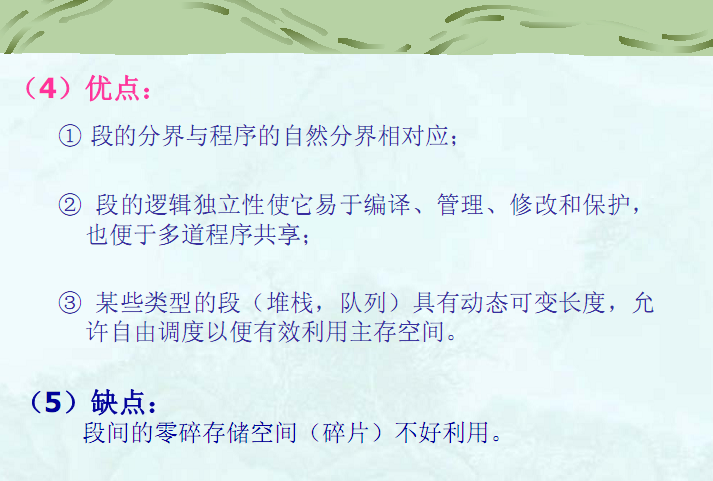 （4）优点：
① 段的分界与程序的自然分界相对应；
② 段的逻辑独立性使它易于编译、管理、修改和保护，
也便于多道程序共享；
③ 某些类型的段（堆栈，队列）具有动态可变长度，允
许自由调度以便有效利用主存空间。
（5）缺点：
段间的零碎存储空间（碎片）不好利用。